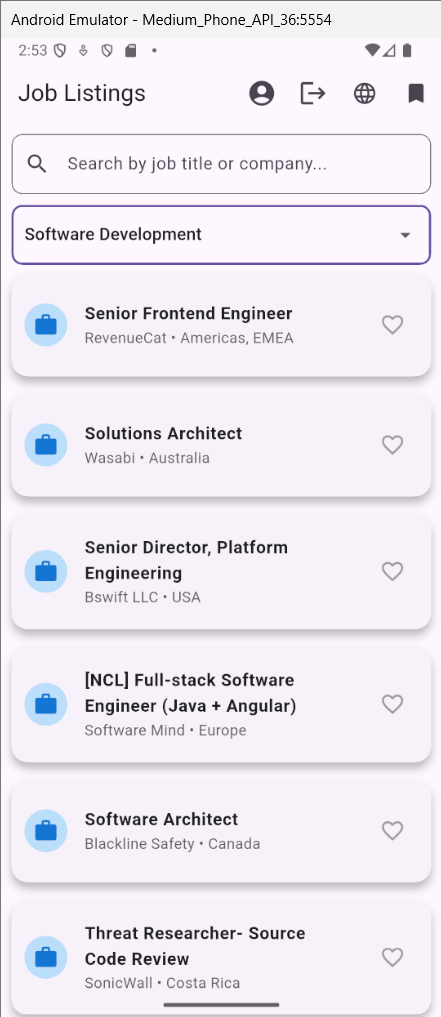 Android Emulator - Medium_Phone_API_36:5554
2:53
Job Listings
Search by job title or company...
Software Development
Senior Frontend Engineer
RevenueCat • Americas, EMEA
Solutions Architect
Wasabi • Australia
Senior Director, Platform
Engineering
Bswift LLC • USA
[NCL] Full-stack Software
Engineer (Java + Angular)
Software Mind • Europe
Software Architect
Blackline Safety • Canada
Threat Researcher- Source
Code Review
SonicWall • Costa Rica